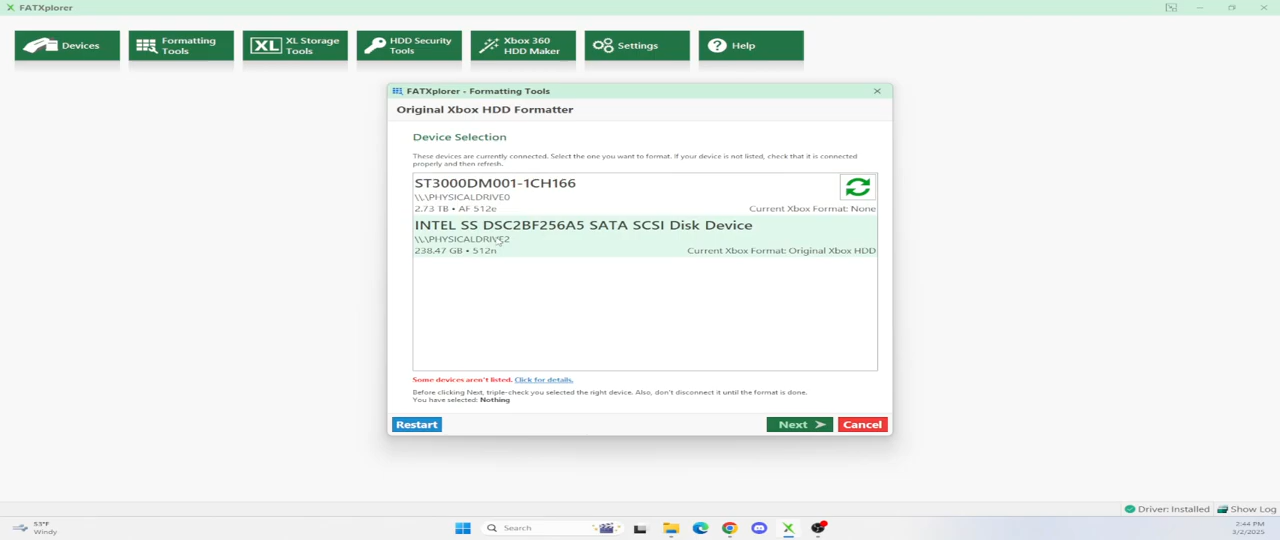 FATXplorer
Devices
Formatting
Tools
XL
XL Storage
Tools
HDD Security
Tools
Xbox 360
HDD Maker
Settings
Help
FATXplorer - Formatting Tools
Original Xbox HDD Formatter
Device Selection
These devices are currently connected. Select the one you want to format. If your device is not listed, check that it is connected
properly and then refresh.
ST3000DM001-1CH166
\\.\PHYSICALDRIVE0
2.73 TB • AF 512e
Current Xbox Format: None
INTEL SS DSC2BF256A5 SATA SCSI Disk Device
\\.\PHYSICALDRIVE2
238.47 GB • 512n
Current Xbox Format: Original Xbox HDD
Some devices aren't listed. Click for details.
Before clicking Next, triple-check you selected the right device. Also, don't disconnect it until the format is done.
You have selected: Nothing
Restart
Next
Cancel
Driver: Installed
Show Log
53°F
Windy
Search
2:44 PM
3/2/2025